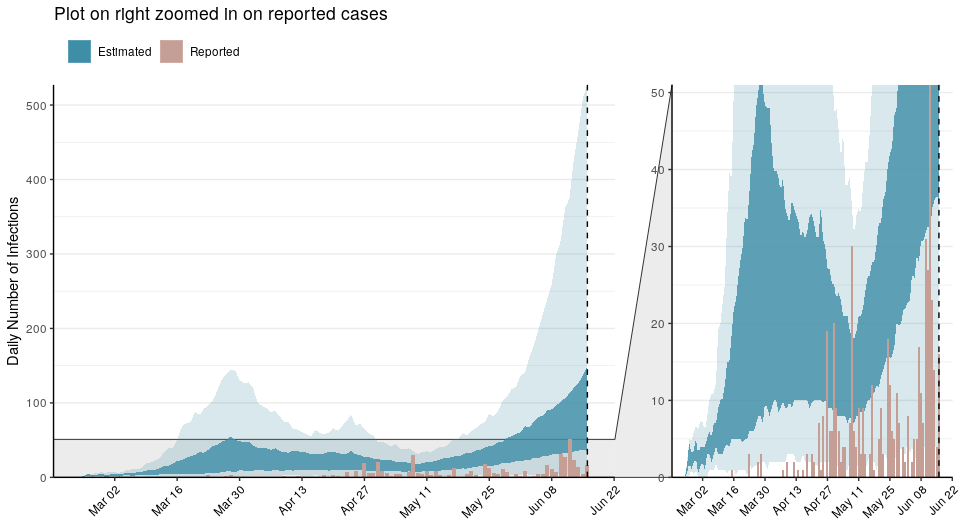 Plot on right zoomed in on reported cases
Estimated Reported
Daily Number of Infections
500
400
300
200
100
0
Mar 02 Mar 16 Mar 30 Apr 13 Apr 27 May 11 May 25 Jun 08 Jun 22
50
40
30
20
10
0
Mar 02 Mar 16 Mar 30 Apr 13 Apr 27 May 11 May 25 Jun 08 Jun 22